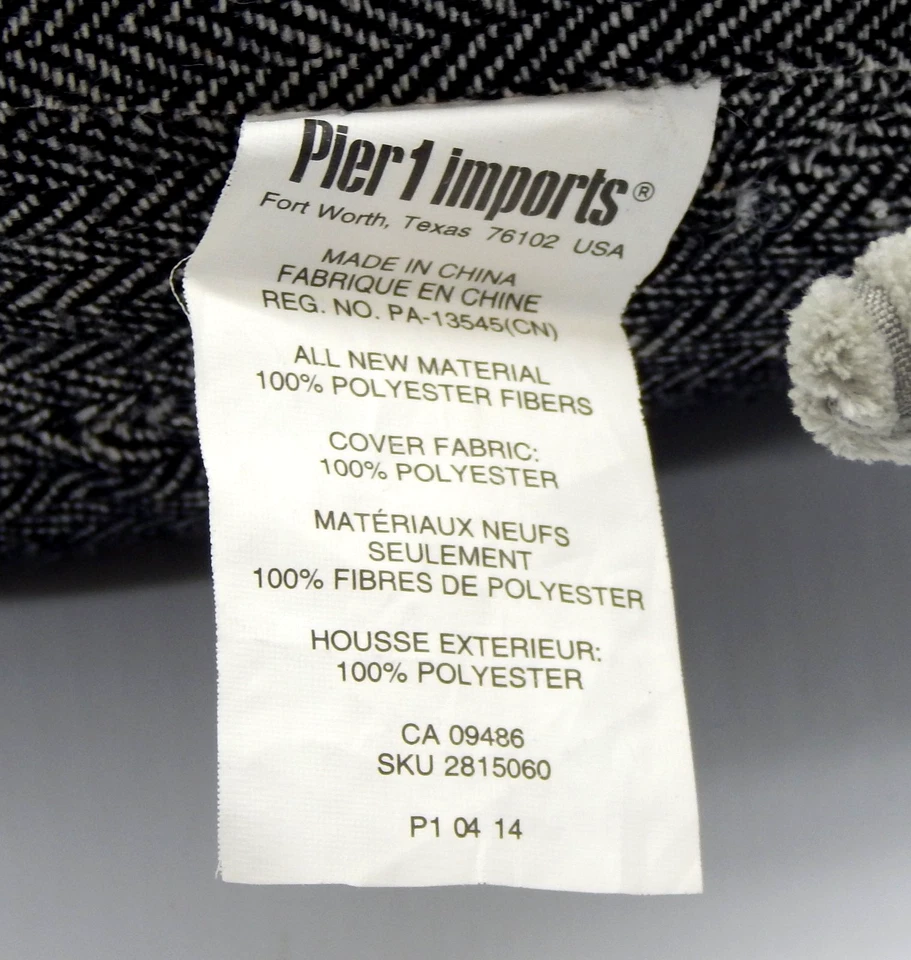 Pier 1 imports®
Fort Worth, Texas 76102 USA
MADE IN CHINA
FABRIQUE EN CHINE
REG. NO. PA-13545(CN)
ALL NEW MATERIAL
100% POLYESTER FIBERS
COVER FABRIC:
100% POLYESTER
MATÉRIAUX NEUFS
SEULEMENT
100% FIBRES DE POLYESTER
HOUSSE EXTERIEUR:
100% POLYESTER
CA 09486
SKU 2815060
P1 04 14